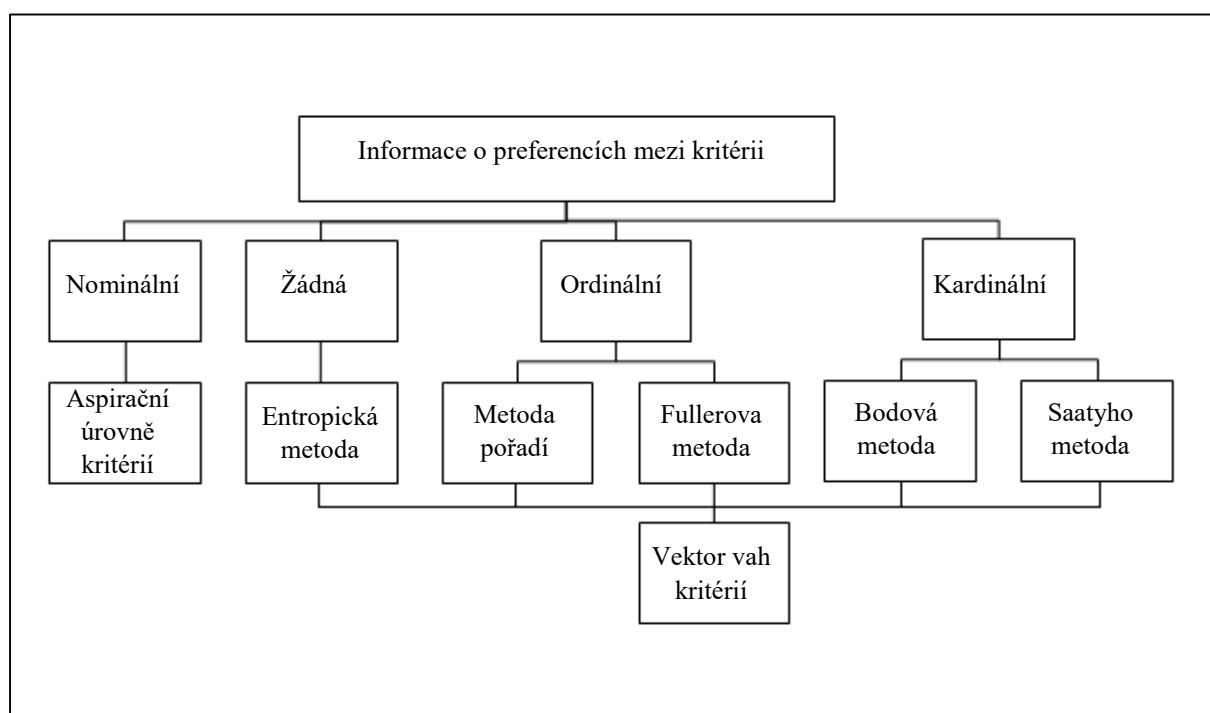 Informace o preferencích mezi kritérii
Nominální
Žádná
Ordinální
Kardinální
Aspirační
úrovně
kritérií
Entropická
metoda
Metoda
pořadí
Fullerova
metoda
Bodová
metoda
Saatyho
metoda
Vektor vah
kritérií